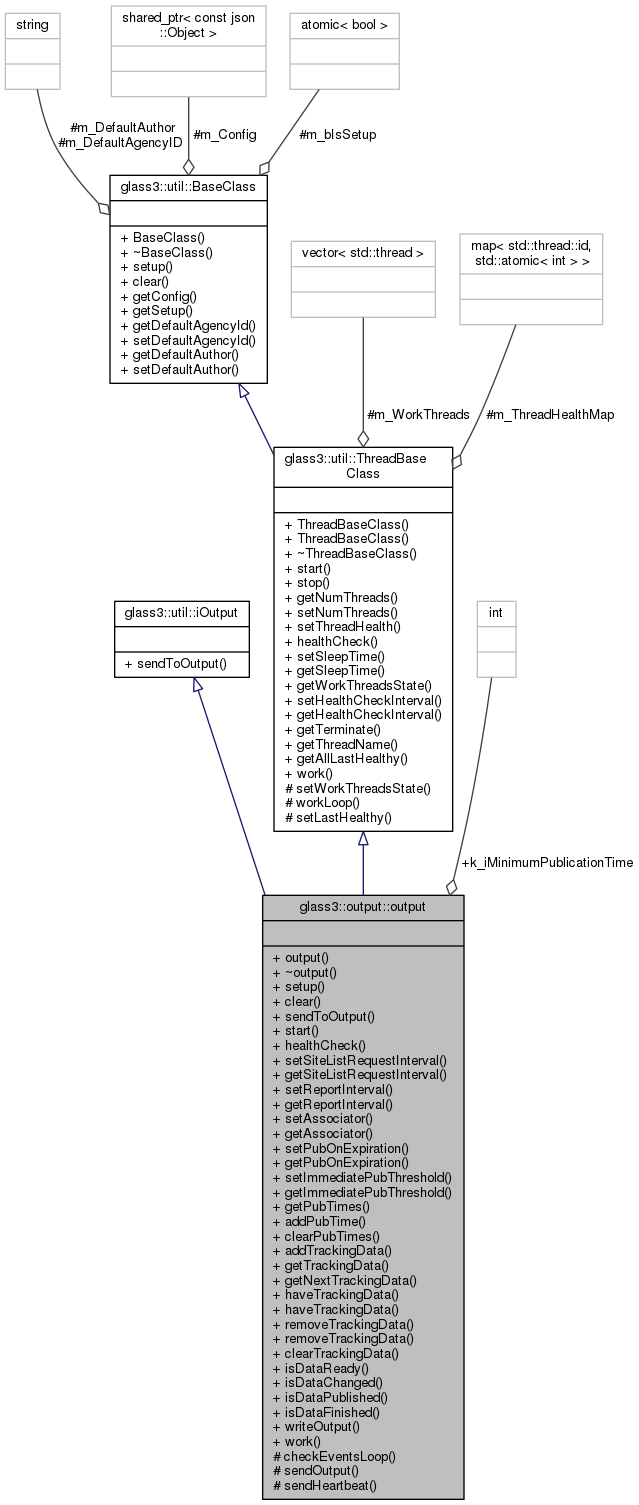 string
shared_ptr< const json
::Object >
atomic< bool >
#m_DefaultAuthor
#m_DefaultAgencyID
#m_Config
#m_bIsSetup
glass3::util::BaseClass
+ BaseClass()
+ ~BaseClass()
+ setup()
+ clear()
+ getConfig()
+ getSetup()
+ getDefaultAgencyId()
+ setDefaultAgencyId()
+ getDefaultAuthor()
+ setDefaultAuthor()
vector< std::thread >
map< std::thread::id,
std::atomic< int > >
#m_WorkThreads
#m_ThreadHealthMap
glass3::util::ThreadBase
Class
+ ThreadBaseClass()
+ ThreadBaseClass()
+ ~ThreadBaseClass()
+ start()
+ stop()
+ getNumThreads()
+ setNumThreads()
+ setThreadHealth()
+ healthCheck()
+ setSleepTime()
+ getSleepTime()
+ getWorkThreadsState()
+ setHealthCheckInterval()
+ getHealthCheckInterval()
+ getTerminate()
+ getThreadName()
+ getAllLastHealthy()
+ work()
# setWorkThreadsState()
# workLoop()
# setLastHealthy()
glass3::util::iOutput
+ sendToOutput()
int
+k_iMinimumPublicationTime
glass3::output::output
+ output()
+ ~output()
+ setup()
+ clear()
+ sendToOutput()
+ start()
+ healthCheck()
+ setSiteListRequestInterval()
+ getSiteListRequestInterval()
+ setReportInterval()
+ getReportInterval()
+ setAssociator()
+ getAssociator()
+ setPubOnExpiration()
+ getPubOnExpiration()
+ setImmediatePubThreshold()
+ getImmediatePubThreshold()
+ getPubTimes()
+ addPubTime()
+ clearPubTimes()
+ addTrackingData()
+ getTrackingData()
+ getNextTrackingData()
+ haveTrackingData()
+ haveTrackingData()
+ removeTrackingData()
+ removeTrackingData()
+ clearTrackingData()
+ isDataReady()
+ isDataChanged()
+ isDataPublished()
+ isDataFinished()
+ writeOutput()
+ work()
# checkEventsLoop()
# sendOutput()
# sendHeartbeat()